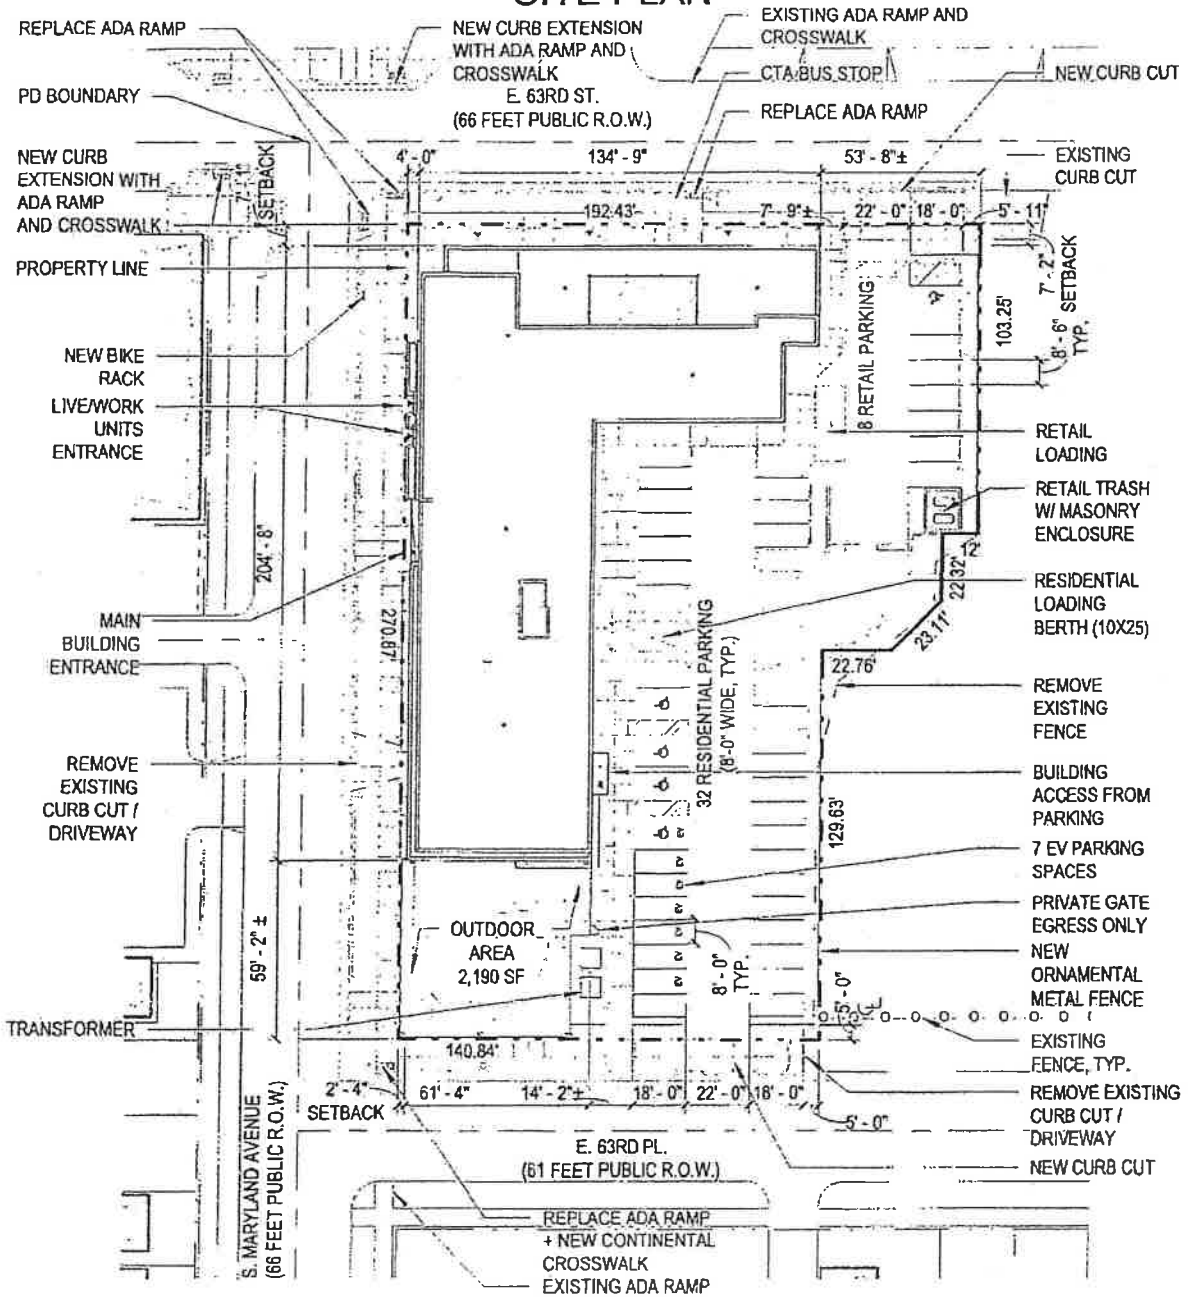 REPLACE ADA RAMP
NEW CURB EXTENSION
WITH ADA RAMP AND
CROSSWALK
EXISTING ADA RAMP AND
CROSSWALK
CTA BUS STOP
NEW CURB CUT
PD BOUNDARY
E. 63RD ST.
(66 FEET PUBLIC R.O.W.)
REPLACE ADA RAMP
NEW CURB
EXTENSION WITH
ADA RAMP
AND CROSSWALK
SETBACK
4' - 0"
134' - 9"
53' - 8"±
EXISTING
CURB CUT
192.43'
7' - 9"±
22' - 0"
18' - 0"
5' - 11"
7' - 2"
SETBACK
PROPERTY LINE
103.25'
8' - 6"
TYP.
NEW BIKE
RACK
8 RETAIL PARKING
LIVE/WORK
UNITS
ENTRANCE
RETAIL
LOADING
RETAIL TRASH
W/ MASONRY
ENCLOSURE
204' - 8"
12'
22.32'
23.11'
22.76'
RESIDENTIAL
LOADING
BERTH (10X25)
MAIN
BUILDING
ENTRANCE
270.87'
32 RESIDENTIAL PARKING
(8'-0" WIDE, TYP.)
REMOVE
EXISTING
FENCE
REMOVE
EXISTING
CURB CUT /
DRIVEWAY
BUILDING
ACCESS FROM
PARKING
129.63'
EV
EV
EV
EV
EV
7 EV PARKING
SPACES
PRIVATE GATE
EGRESS ONLY
59' - 2" ±
OUTDOOR
AREA
2,190 SF
8' - 0"
TYP.
NEW
ORNAMENTAL
METAL FENCE
5' - 0"
TRANSFORMER
EXISTING
FENCE, TYP.
140.84'
2' - 4"
SETBACK
61' - 4"
14' - 2"±
18' - 0"
22' - 0"
18' - 0"
5' - 0"
REMOVE EXISTING
CURB CUT /
DRIVEWAY
S. MARYLAND AVENUE
(66 FEET PUBLIC R.O.W.)
E. 63RD PL.
(61 FEET PUBLIC R.O.W.)
NEW CURB CUT
REPLACE ADA RAMP
+ NEW CONTINENTAL
CROSSWALK
EXISTING ADA RAMP